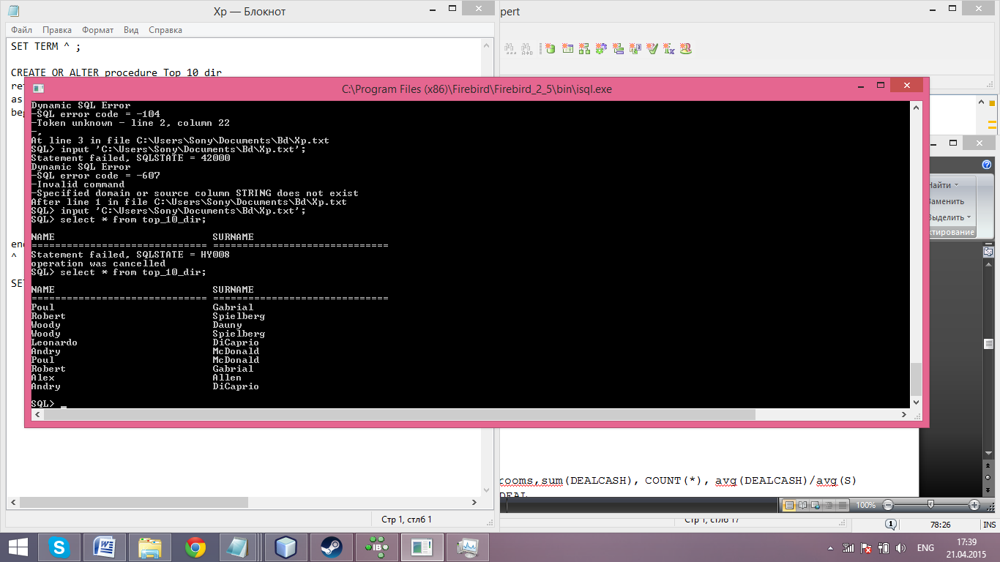 Xp — Блокнот
Файл Правка Формат Вид Справка
SET TERM ^ ;
CREATE OR ALTER procedure Top_10_dir
as
end
^
Стр 1, стлб 1
C:\Program Files (x86)\Firebird\Firebird_2_5\bin\isql.exe
Dynamic SQL Error
-SQL error code = -104
-Token unknown - line 2, column 22
-,
At line 3 in file C:\Users\Sony\Documents\Bd\Xp.txt
SQL> input 'C:\Users\Sony\Documents\Bd\Xp.txt';
Statement failed, SQLSTATE = 42000
Dynamic SQL Error
-SQL error code = -607
-Invalid command
-Specified domain or source column STRING does not exist
After line 1 in file C:\Users\Sony\Documents\Bd\Xp.txt
SQL> input 'C:\Users\Sony\Documents\Bd\Xp.txt';
SQL> select * from top_10_dir;
NAME SURNAME
============================== ==============================
Statement failed, SQLSTATE = HY008
operation was cancelled
SQL> select * from top_10_dir;
NAME SURNAME
============================== ==============================
Poul Gabrial
Robert Spielberg
Woody Dauny
Woody Spielberg
Leonardo DiCaprio
Andry McDonald
Poul McDonald
Robert Gabrial
Alex Allen
Andry DiCaprio
SQL>
pert
Найти
Заменить
Выделить
ктирование
rooms,sum(DEALCASH), COUNT(*), avg(DEALCASH)/avg(S)
DEAL
100%
Стр 1, стлб 17
1 78:26 INS
ENG 17:39
21.04.2015